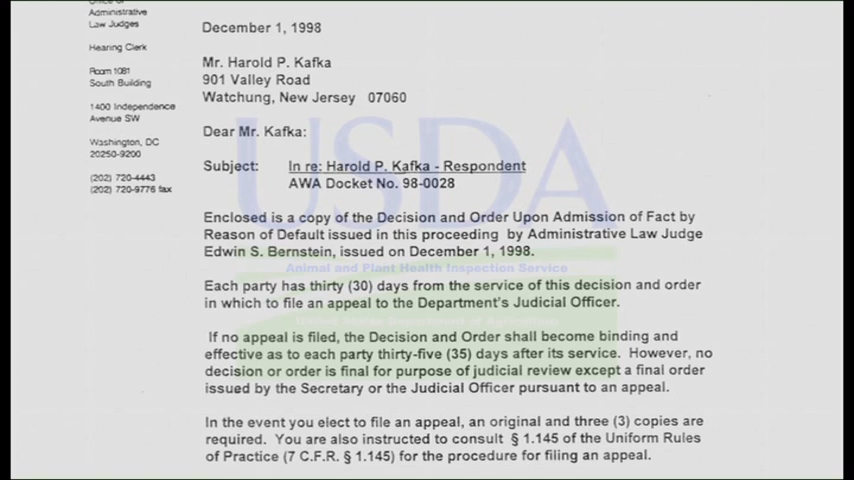 Office of
Administrative
Law Judges
Hearing Clerk
Room 1081
South Building
1400 Independence
Avenue SW
Washington, DC
20250-9200
(202) 720-4443
(202) 720-9776 fax
December 1, 1998
Mr. Harold P. Kafka
901 Valley Road
Watchung, New Jersey 07060
Dear Mr. Kafka:
Subject: In re: Harold P. Kafka - Respondent
AWA Docket No. 98-0028
Enclosed is a copy of the Decision and Order Upon Admission of Fact by
Reason of Default issued in this proceeding by Administrative Law Judge
Edwin S. Bernstein, issued on December 1, 1998.
Each party has thirty (30) days from the service of this decision and order
in which to file an appeal to the Department's Judicial Officer.
If no appeal is filed, the Decision and Order shall become binding and
effective as to each party thirty-five (35) days after its service. However, no
decision or order is final for purpose of judicial review except a final order
issued by the Secretary or the Judicial Officer pursuant to an appeal.
In the event you elect to file an appeal, an original and three (3) copies are
required. You are also instructed to consult § 1.145 of the Uniform Rules
of Practice (7 C.F.R. § 1.145) for the procedure for filing an appeal.
USDA
Animal and Plant Health Inspection Service
United States Department of Agriculture